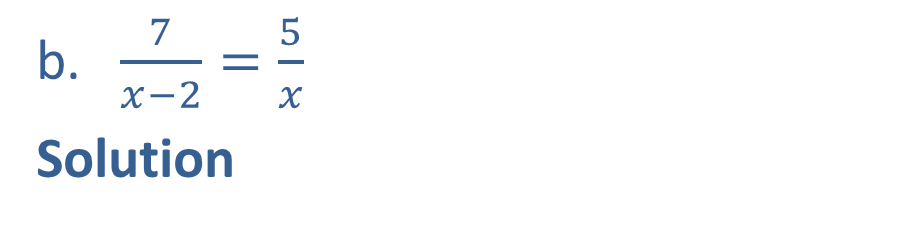 b. 7/(x−2) = 5/x
Solution